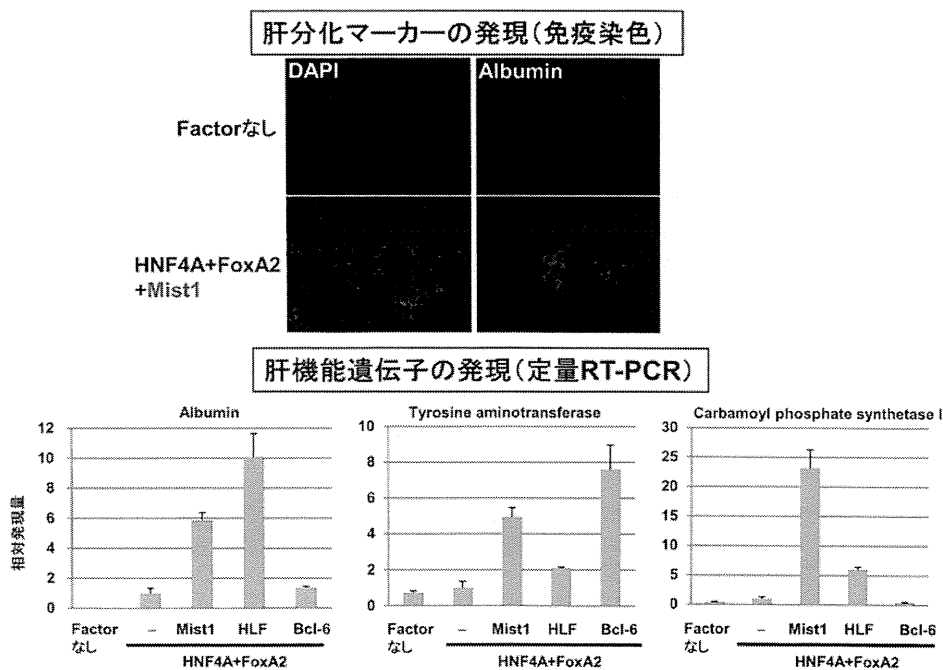 肝分化マーカーの発現（免疫染色）
DAPI
Albumin
Factorなし
HNF4A+FoxA2
+Mist1
肝機能遺伝子の発現（定量RT-PCR）
Albumin
相対発現量
12
10
8
6
4
2
0
Factor
なし
–
Mist1
HLF
Bcl-6
HNF4A+FoxA2
Tyrosine aminotransferase
10
8
6
4
2
0
Factor
なし
–
Mist1
HLF
Bcl-6
HNF4A+FoxA2
Carbamoyl phosphate synthetase I
30
25
20
15
10
5
0
Factor
なし
–
Mist1
HLF
Bcl-6
HNF4A+FoxA2